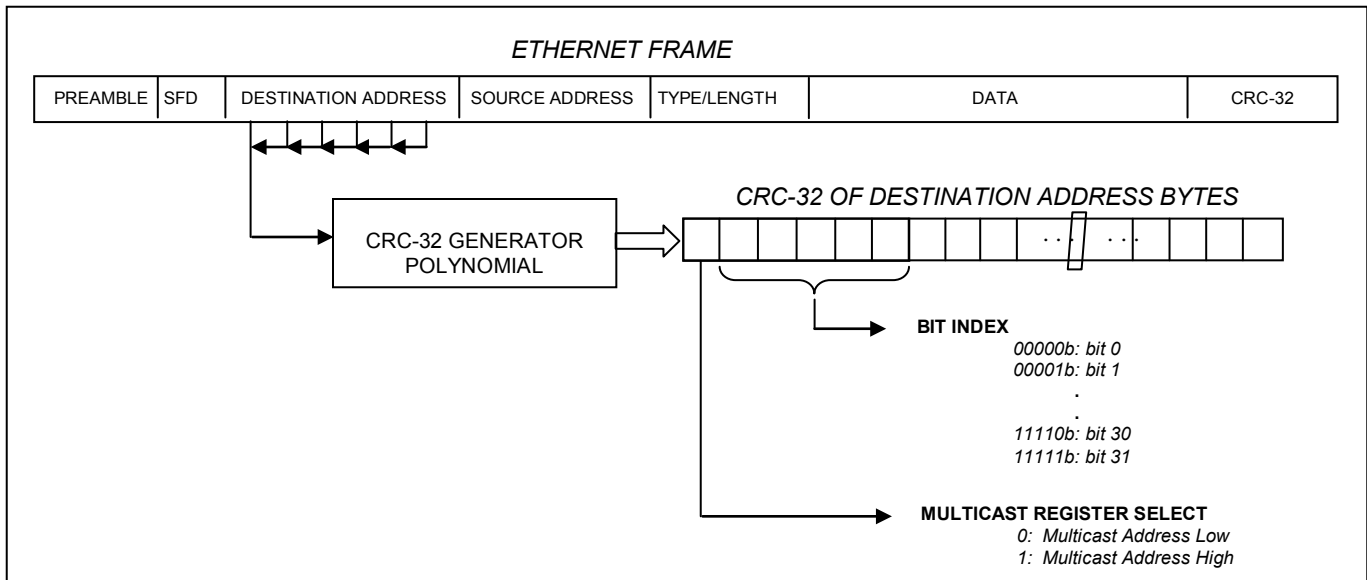 ETHERNET FRAME
PREAMBLE SFD DESTINATION ADDRESS SOURCE ADDRESS TYPE/LENGTH DATA CRC-32
CRC-32 OF DESTINATION ADDRESS BYTES
CRC-32 GENERATOR
POLYNOMIAL
. . . . . .
BIT INDEX
00000b: bit 0
00001b: bit 1
.
.
11110b: bit 30
11111b: bit 31
MULTICAST REGISTER SELECT
0: Multicast Address Low
1: Multicast Address High